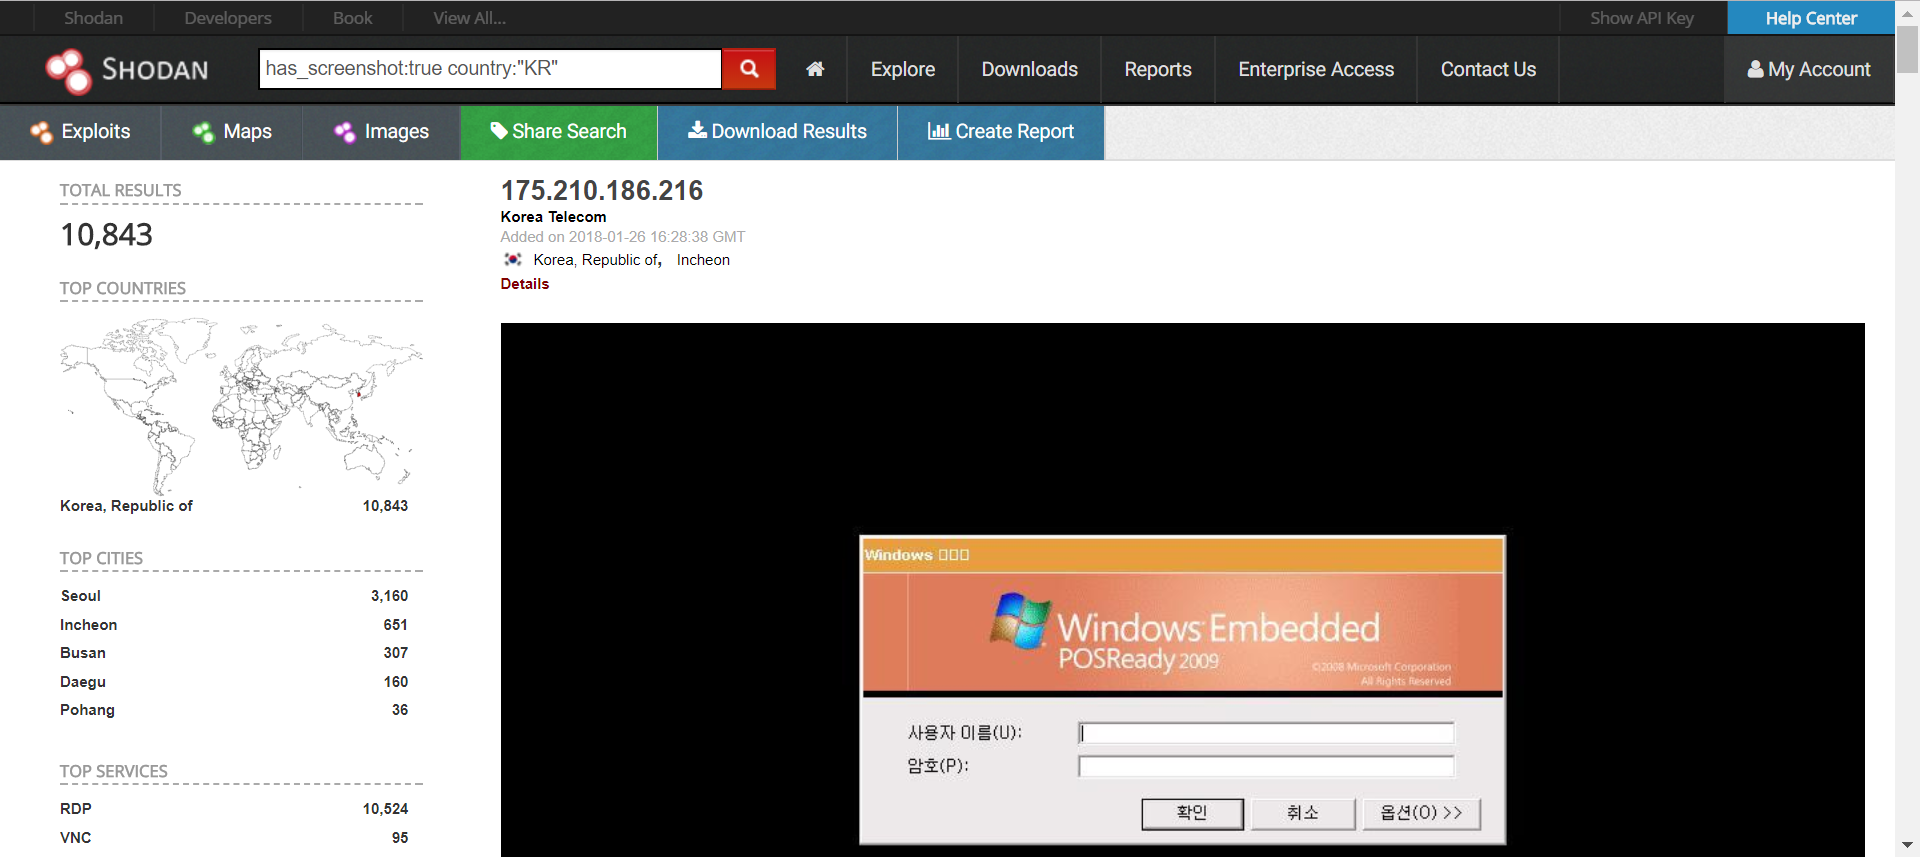 Shodan Developers Book View All... Show API Key Help Center
SHODAN has_screenshot:true country:"KR" Explore Downloads Reports Enterprise Access Contact Us My Account
Exploits Maps Images Share Search Download Results Create Report
TOTAL RESULTS
10,843
TOP COUNTRIES
Korea, Republic of 10,843
TOP CITIES
Seoul 3,160
Incheon 651
Busan 307
Daegu 160
Pohang 36
TOP SERVICES
RDP 10,524
VNC 95
175.210.186.216
Korea Telecom
Added on 2018-01-26 16:28:38 GMT
Korea, Republic of, Incheon
Details
Windows □□□
Windows Embedded
POSReady 2009
©2008 Microsoft Corporation
All Rights Reserved
사용자 이름(U):
암호(P):
확인 취소 옵션(O) >>